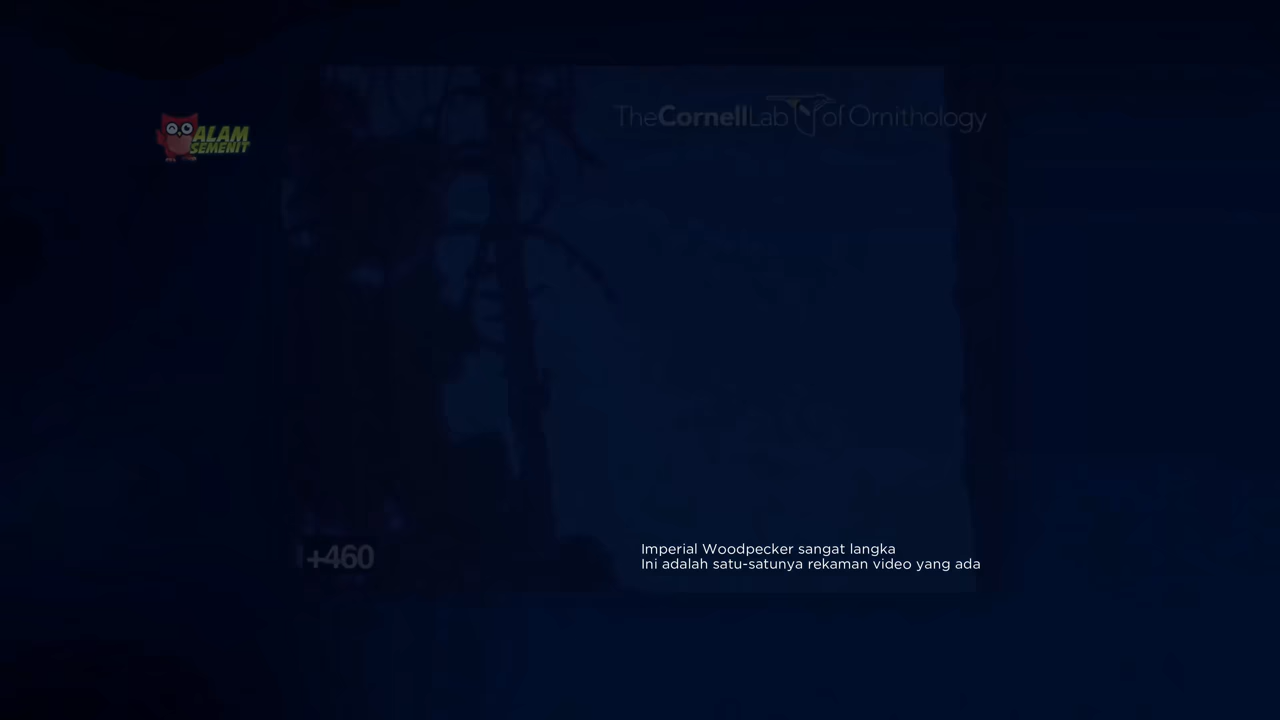 TheCornellLab of Ornithology
ALAM
SEMENIT
+460
Imperial Woodpecker sangat langka
Ini adalah satu-satunya rekaman video yang ada